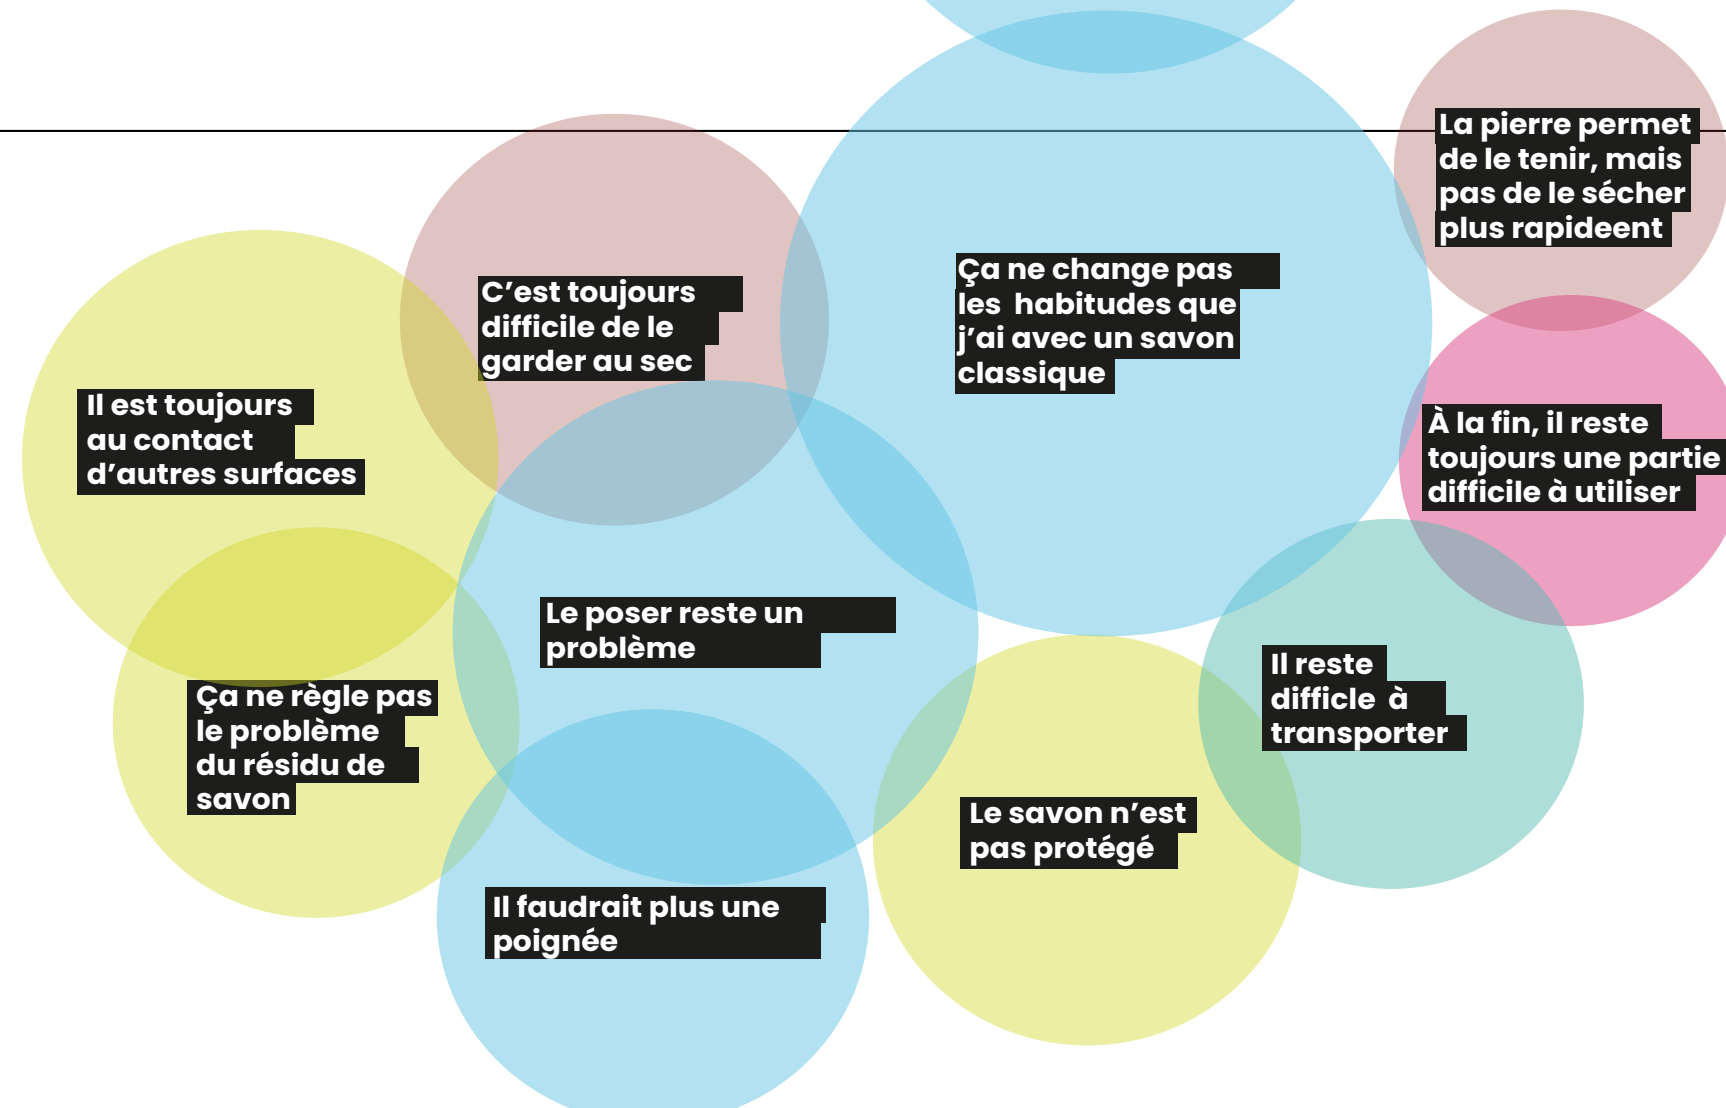 La pierre permet
de le tenir, mais
pas de le sécher
plus rapideent
C’est toujours
difficile de le
garder au sec
Ça ne change pas
les  habitudes que
j’ai avec un savon
classique
Il est toujours
au contact
d’autres surfaces
À la fin, il reste
toujours une partie
difficile à utiliser
Le poser reste un
problème
Il reste
difficle  à
transporter
Ça ne règle pas
le problème
du résidu de
savon
Le savon n’est
pas protégé
Il faudrait plus une
poignée